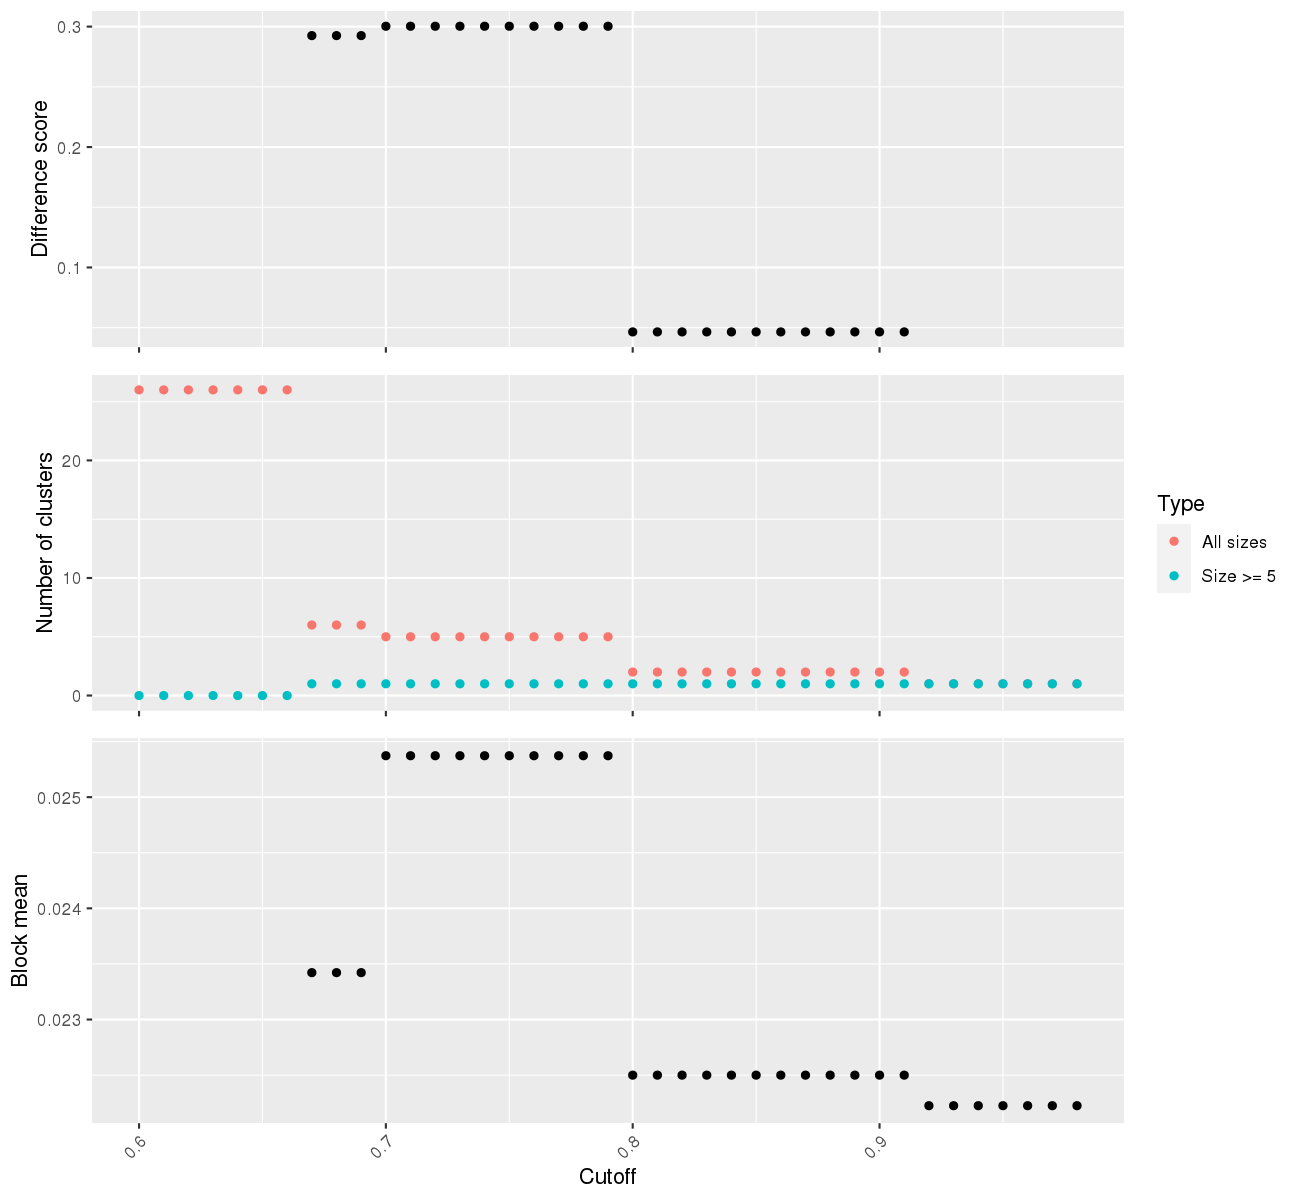 0.3
0.2
0.1
Difference score
20
10
0
Number of clusters
Type
All sizes
Size >= 5
0.025
0.024
0.023
Block mean
0.6
0.7
0.8
0.9
Cutoff